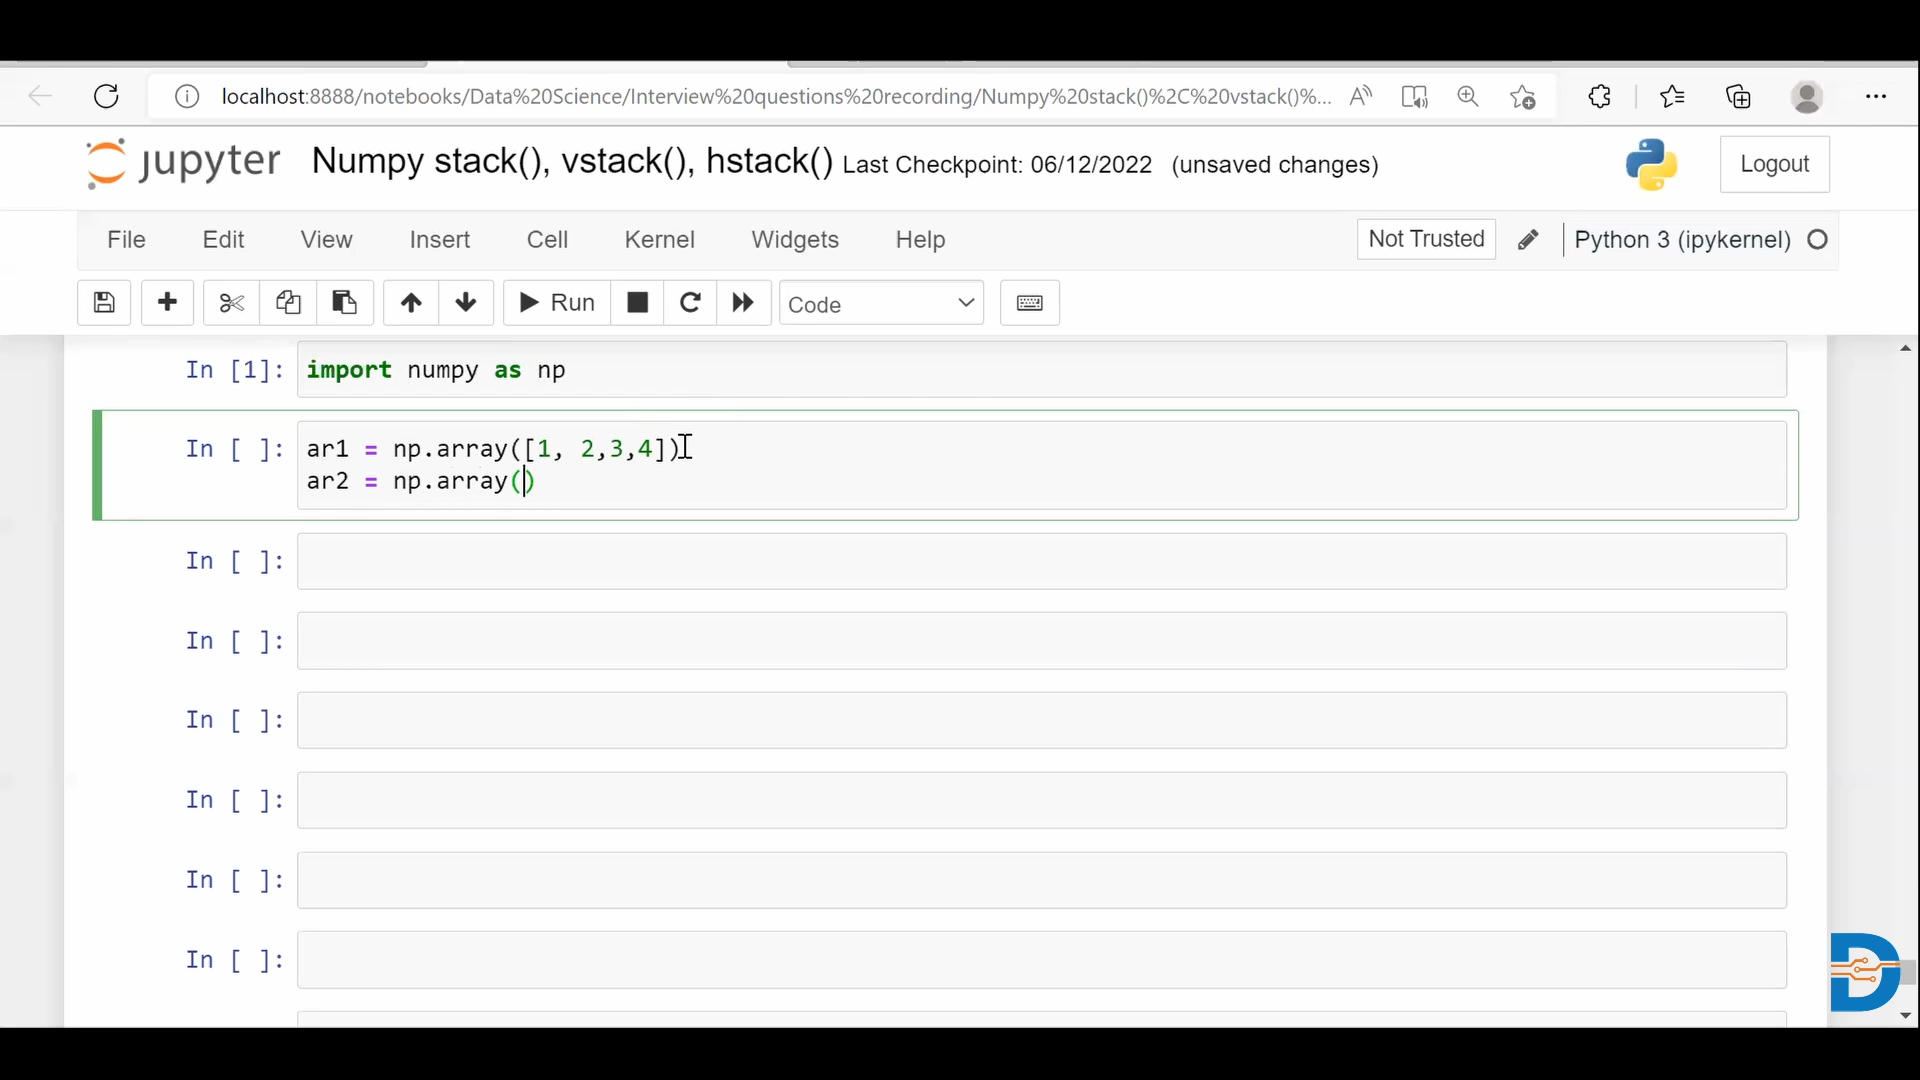 localhost:8888/notebooks/Data%20Science/Interview%20questions%20recording/Numpy%20stack()%2C%20vstack()%...
jupyter Numpy stack(), vstack(), hstack() Last Checkpoint: 06/12/2022 (unsaved changes) Logout
File Edit View Insert Cell Kernel Widgets Help Not Trusted Python 3 (ipykernel)
Run Code
In [1]: import numpy as np
In [ ]: ar1 = np.array([1, 2,3,4])
ar2 = np.array()
In [ ]:
In [ ]:
In [ ]:
In [ ]:
In [ ]:
In [ ]: